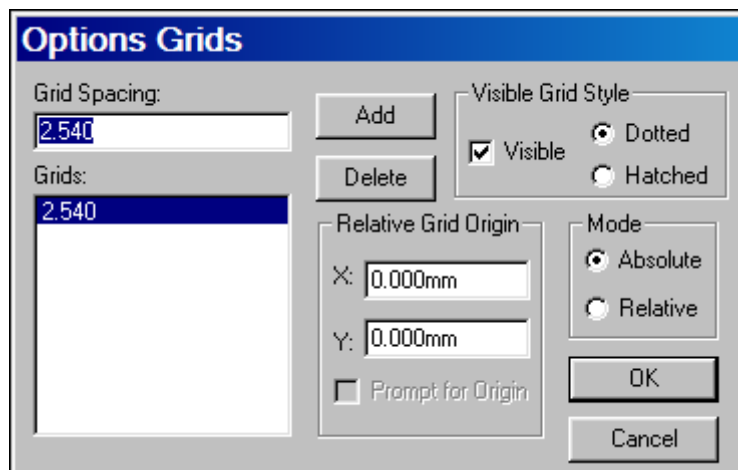 Options Grids
Grid Spacing:
2.540
Grids:
2.540
Add
Delete
Visible Grid Style
Visible
Dotted
Hatched
Relative Grid Origin
X: 0.000mm
Y: 0.000mm
Prompt for Origin
Mode
Absolute
Relative
OK
Cancel